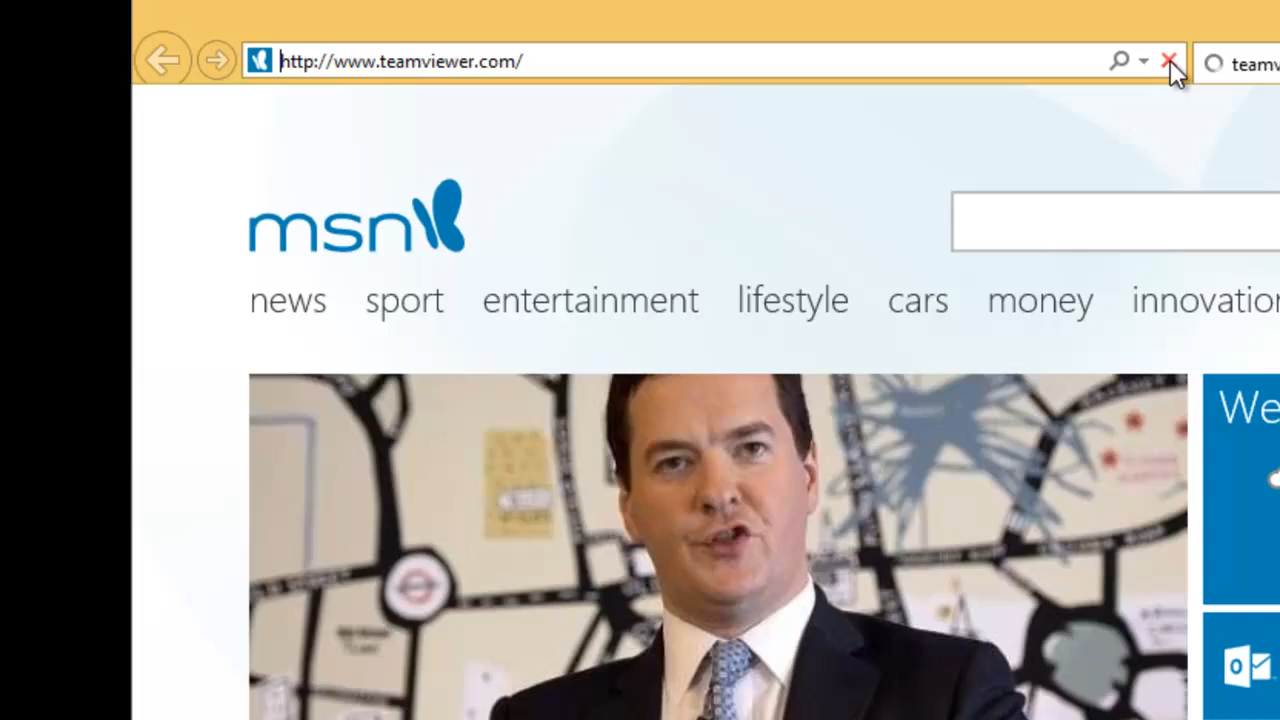 http://www.teamviewer.com/
teamv
msn
news sport entertainment lifestyle cars money innovation
We